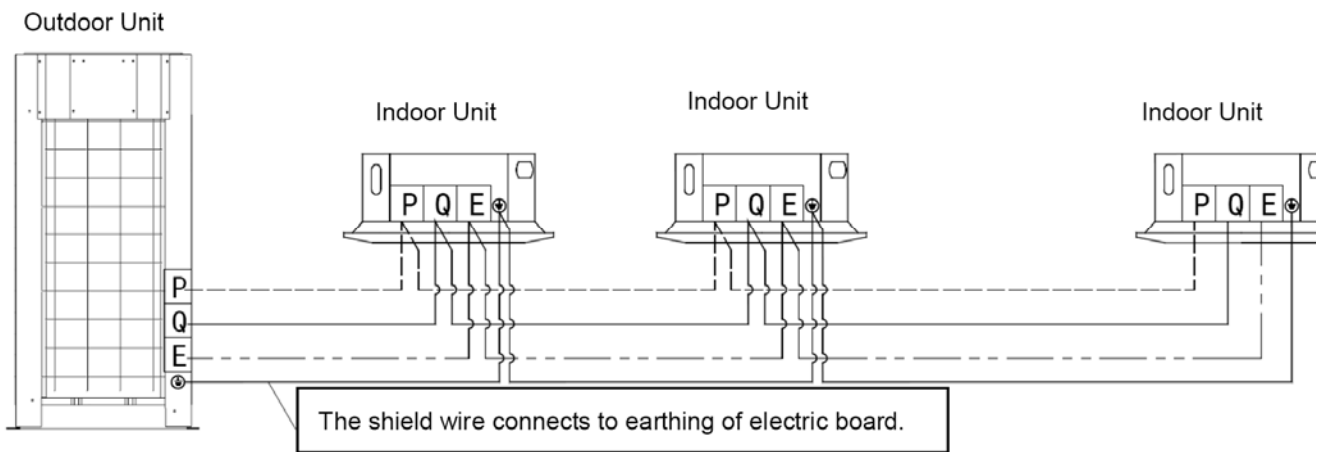 Outdoor Unit
Indoor Unit
Indoor Unit
Indoor Unit
P Q E
P Q E
P Q E
P
Q
E
The shield wire connects to earthing of electric board.